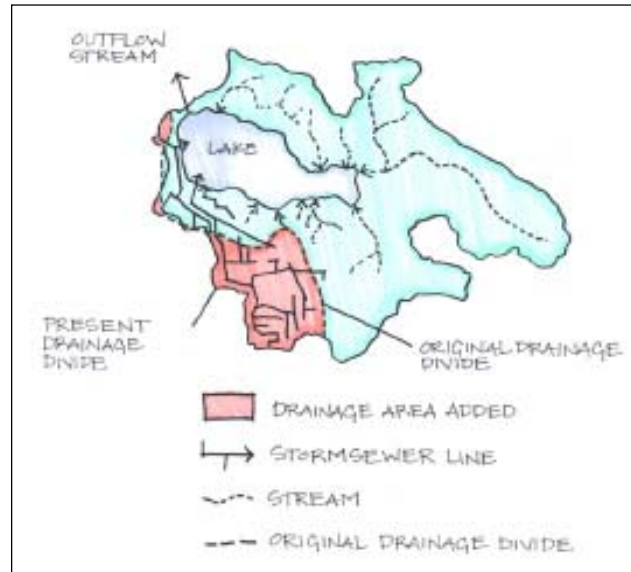 OUTFLOW
STREAM
LAKE
PRESENT
DRAINAGE
DIVIDE
ORIGINAL DRAINAGE
DIVIDE
DRAINAGE AREA ADDED
STORMSEWER LINE
STREAM
ORIGINAL DRAINAGE DIVIDE